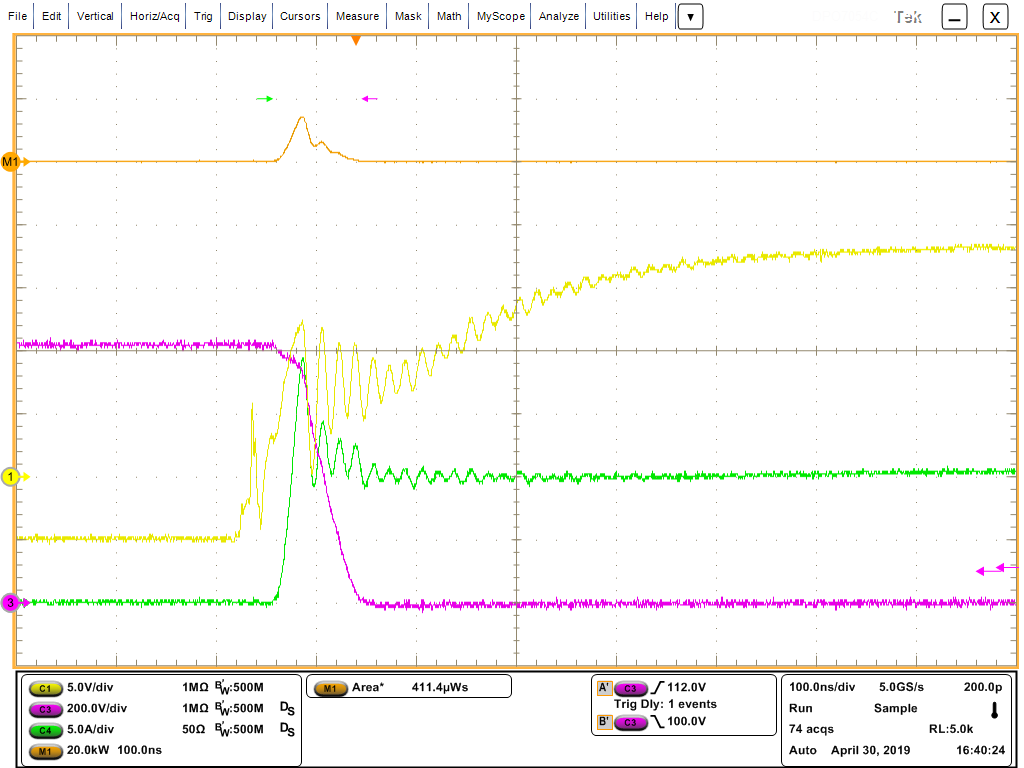 File Edit Vertical Horiz/Acq Trig Display Cursors Measure Mask Math MyScope Analyze Utilities Help ▼ Tek X
M1
1
3
C1 5.0V/div 1MΩ BW:500M
C3 200.0V/div 1MΩ BW:500M DS
C4 5.0A/div 50Ω BW:500M DS
M1 20.0kW 100.0ns
M1 Area* 411.4µWs
A' C3 112.0V
Trig Dly: 1 events
B' C3 100.0V
100.0ns/div 5.0GS/s 200.0p
Run Sample
74 acqs RL:5.0k
Auto April 30, 2019 16:40:24